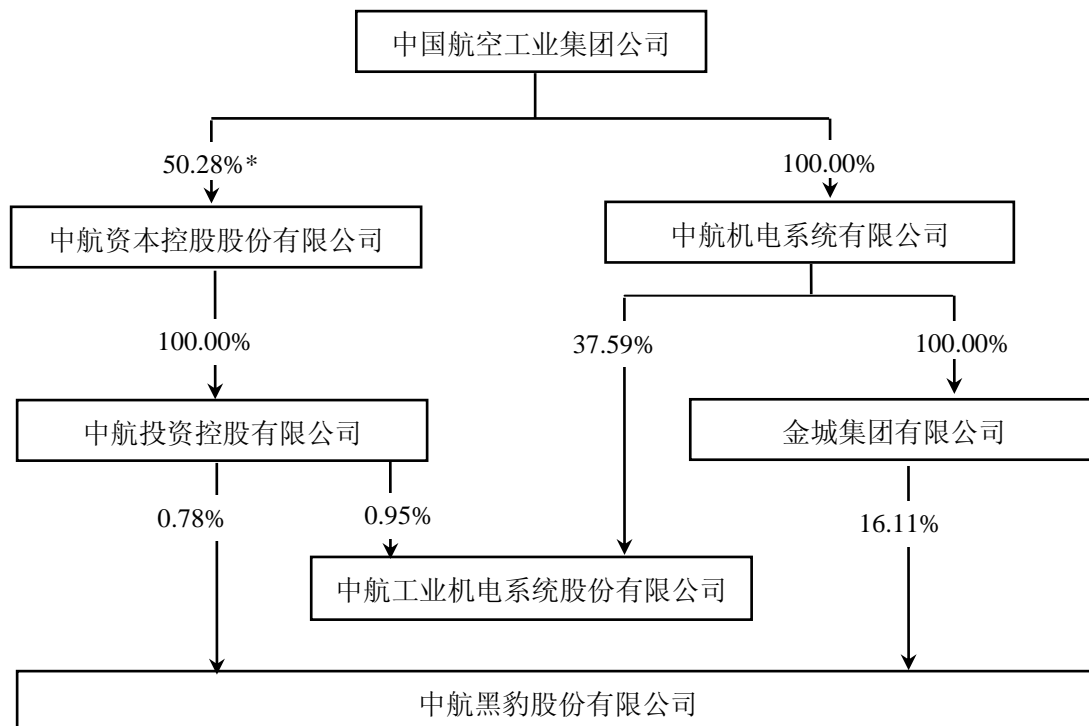 中国航空工业集团公司
50.28%*
100.00%
中航资本控股股份有限公司
中航机电系统有限公司
100.00%
37.59%
100.00%
中航投资控股有限公司
金城集团有限公司
0.78%
0.95%
16.11%
中航工业机电系统股份有限公司
中航黑豹股份有限公司